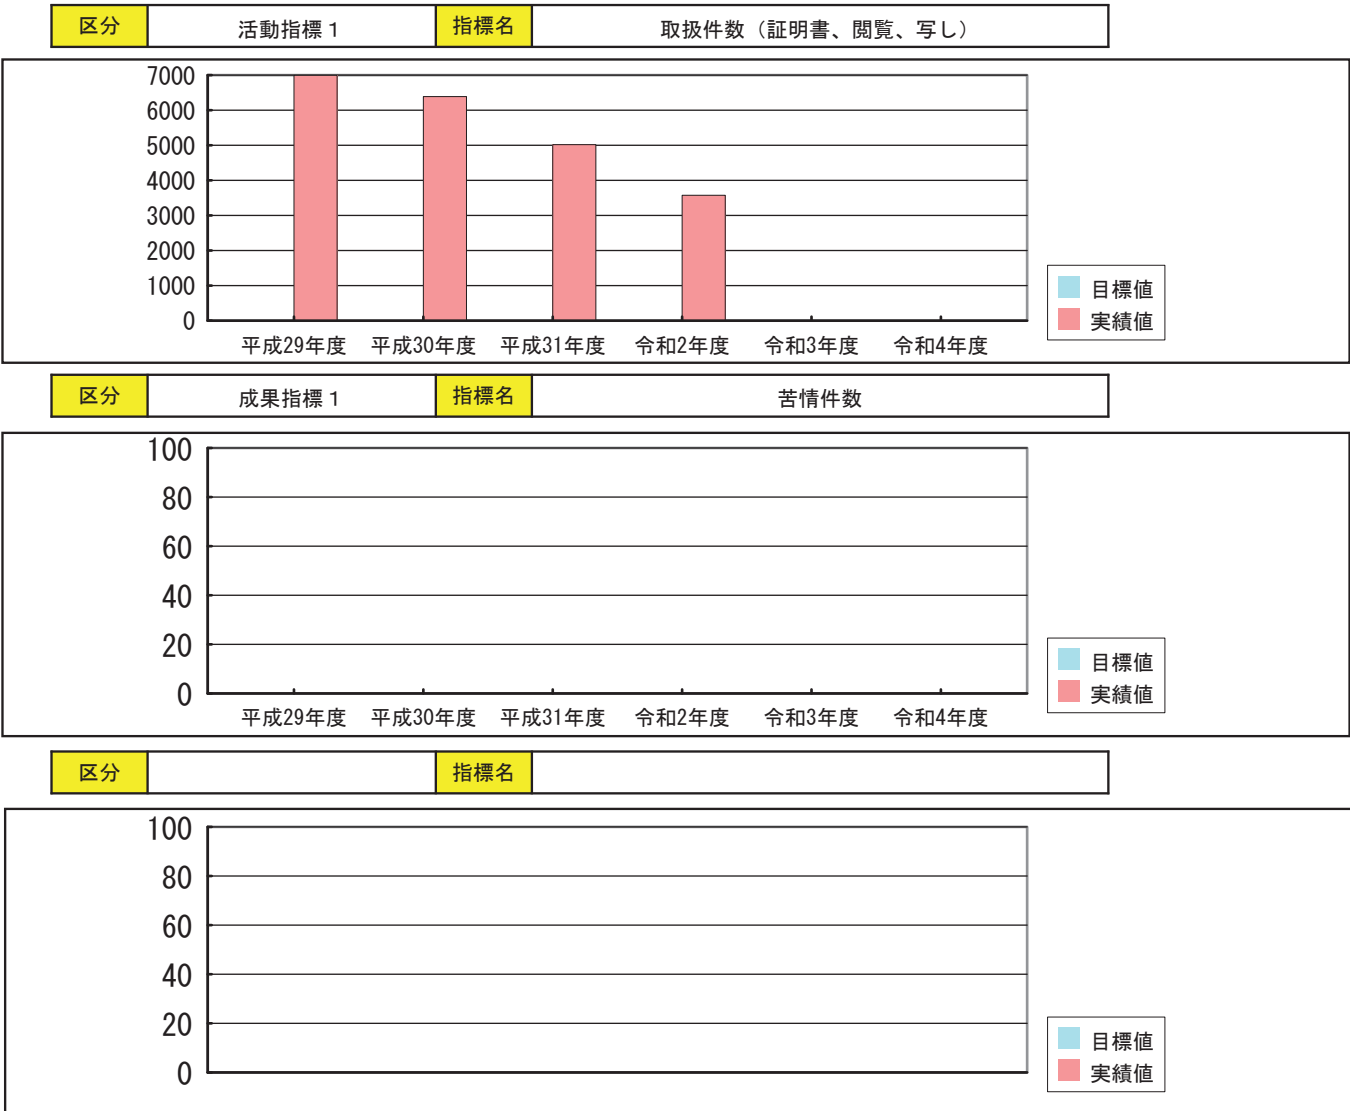 区分 活動指標１ 指標名 取扱件数（証明書、閲覧、写し）
7000
6000
5000
4000
3000
2000
1000
0
平成29年度 平成30年度 平成31年度 令和2年度 令和3年度 令和4年度
目標値
実績値
区分 成果指標１ 指標名 苦情件数
100
80
60
40
20
0
平成29年度 平成30年度 平成31年度 令和2年度 令和3年度 令和4年度
目標値
実績値
区分 指標名
100
80
60
40
20
0
目標値
実績値